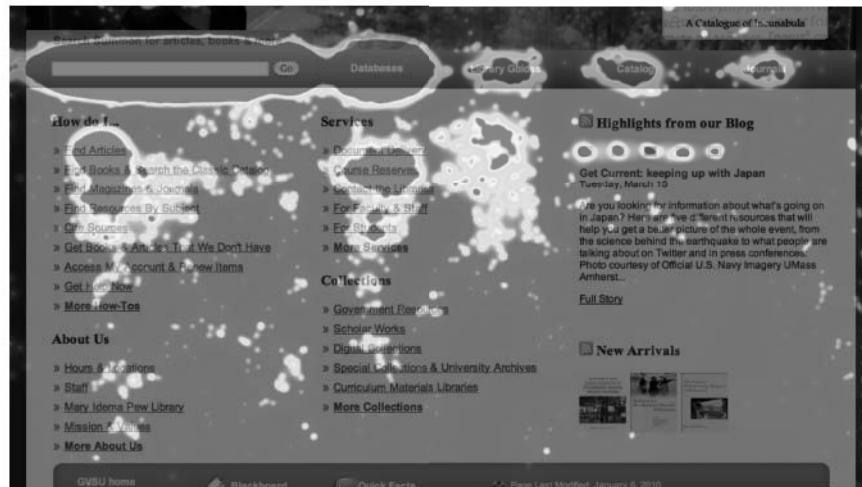 A Catalogue of Incunabula
Search Summon for articles, books & more
Go
Databases
Library Guides
Catalog
Journals
How do I...
» Find Articles
» Find Books & Search the Classic Catalog
» Find Magazines & Journals
» Find Resources By Subject
» Cite Sources
» Get Books & Articles That We Don't Have
» Access My Account & Renew Items
» Get Help Now
» More How-Tos
About Us
» Hours & Locations
» Staff
» Mary Idema Pew Library
» Mission & Values
» More About Us
Services
» Document Delivery
» Course Reserves
» Contact the Libraries
» For Faculty & Staff
» For Students
» More Services
Collections
» Government Resources
» Scholar Works
» Digital Collections
» Special Collections & University Archives
» Curriculum Materials Libraries
» More Collections
Highlights from our Blog
Get Current: keeping up with Japan
Tuesday, March 15
Are you looking for information about what's going on
in Japan? Here are five different resources that will
help you get a better picture of the whole event, from
the science behind the earthquake to what people are
talking about on Twitter and in press conferences.
Photo courtesy of Official U.S. Navy Imagery UMass
Amherst...
Full Story
New Arrivals
GVSU home
Blackboard
Quick Facts
Page Last Modified: January 6, 2010